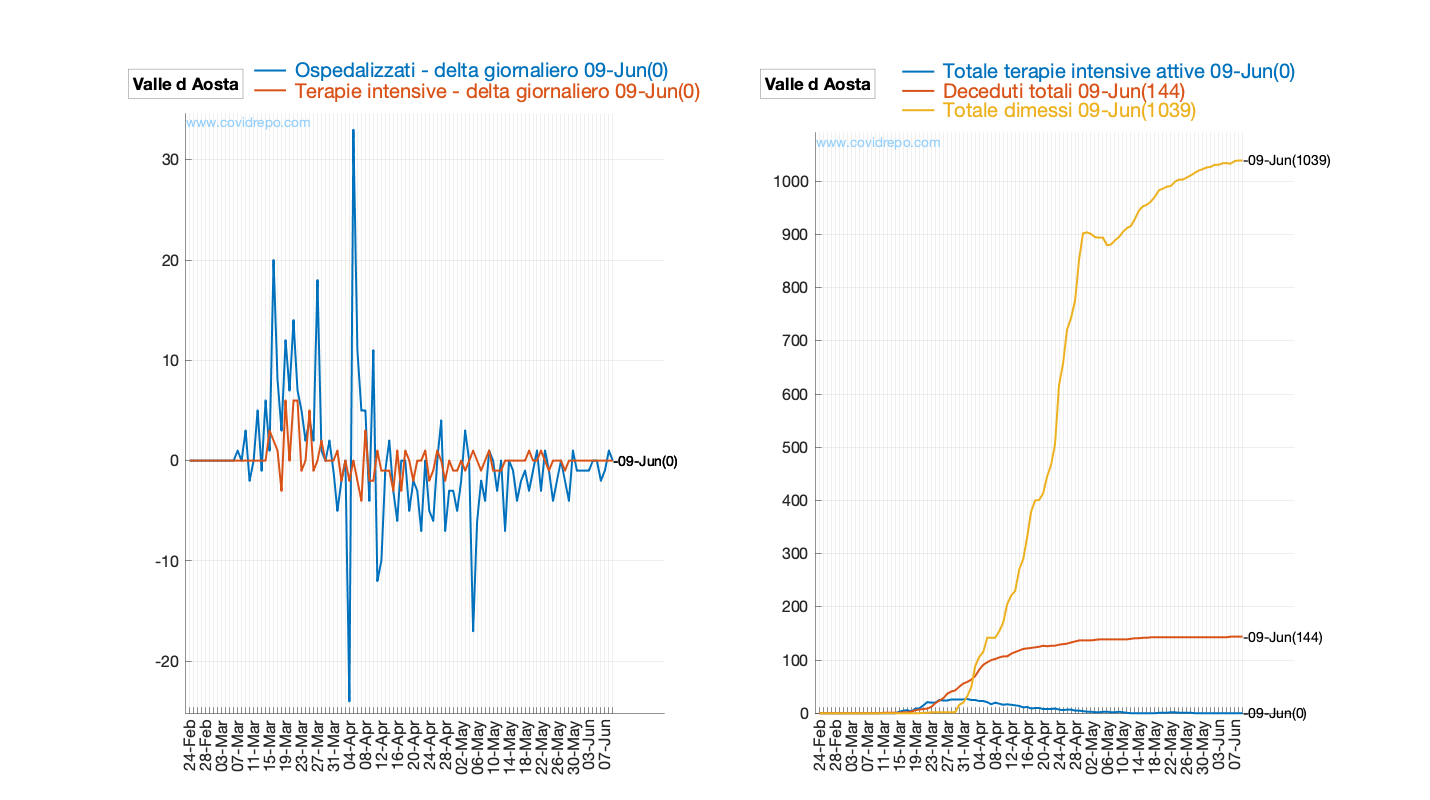 Valle d Aosta
Ospedalizzati - delta giornaliero 09-Jun(0)
Terapie intensive - delta giornaliero 09-Jun(0)
www.covidrepo.com
30
20
10
0
-10
-20
-09-Jun(0)
24-Feb
28-Feb
03-Mar
07-Mar
11-Mar
15-Mar
19-Mar
23-Mar
27-Mar
31-Mar
04-Apr
08-Apr
12-Apr
16-Apr
20-Apr
24-Apr
28-Apr
02-May
06-May
10-May
14-May
18-May
22-May
26-May
30-May
03-Jun
07-Jun
Valle d Aosta
Totale terapie intensive attive 09-Jun(0)
Deceduti totali 09-Jun(144)
Totale dimessi 09-Jun(1039)
www.covidrepo.com
1000
900
800
700
600
500
400
300
200
100
0
-09-Jun(1039)
-09-Jun(144)
-09-Jun(0)
24-Feb
28-Feb
03-Mar
07-Mar
11-Mar
15-Mar
19-Mar
23-Mar
27-Mar
31-Mar
04-Apr
08-Apr
12-Apr
16-Apr
20-Apr
24-Apr
28-Apr
02-May
06-May
10-May
14-May
18-May
22-May
26-May
30-May
03-Jun
07-Jun